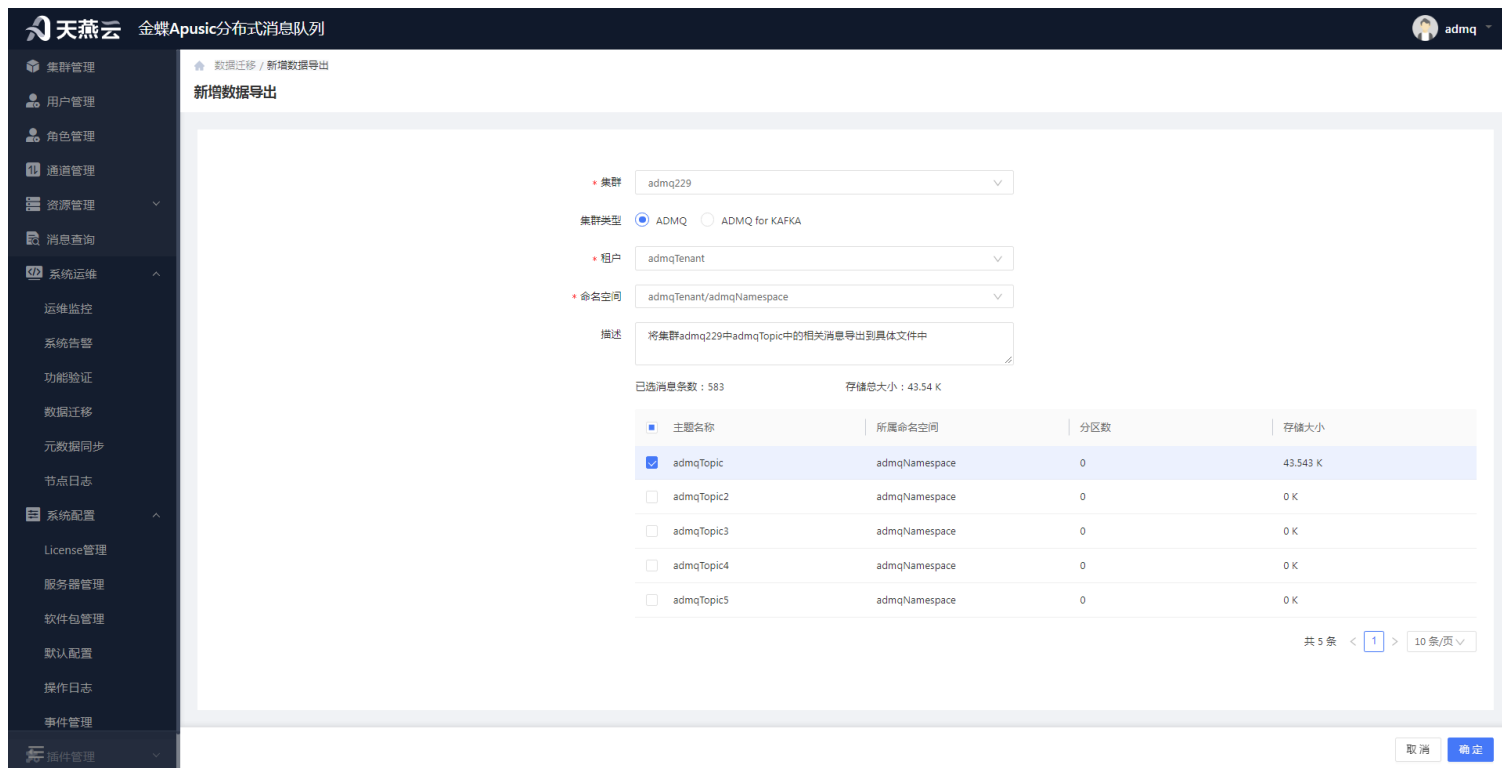 天燕云 金蝶Apusic分布式消息队列
admq
集群管理
用户管理
角色管理
通道管理
资源管理
消息查询
系统运维
运维监控
系统告警
功能验证
数据迁移
元数据同步
节点日志
系统配置
License管理
服务器管理
软件包管理
默认配置
操作日志
事件管理
插件管理
数据迁移 / 新增数据导出
新增数据导出
* 集群 admq229
集群类型 ADMQ ADMQ for KAFKA
* 租户 admqTenant
* 命名空间 admqTenant/admqNamespace
描述 将集群admq229中admqTopic中的相关消息导出到具体文件中
已选消息条数：583 存储总大小：43.54 K
主题名称 所属命名空间 分区数 存储大小
admqTopic admqNamespace 0 43.543 K
admqTopic2 admqNamespace 0 0 K
admqTopic3 admqNamespace 0 0 K
admqTopic4 admqNamespace 0 0 K
admqTopic5 admqNamespace 0 0 K
共 5 条 < 1 > 10 条/页
取 消 确 定